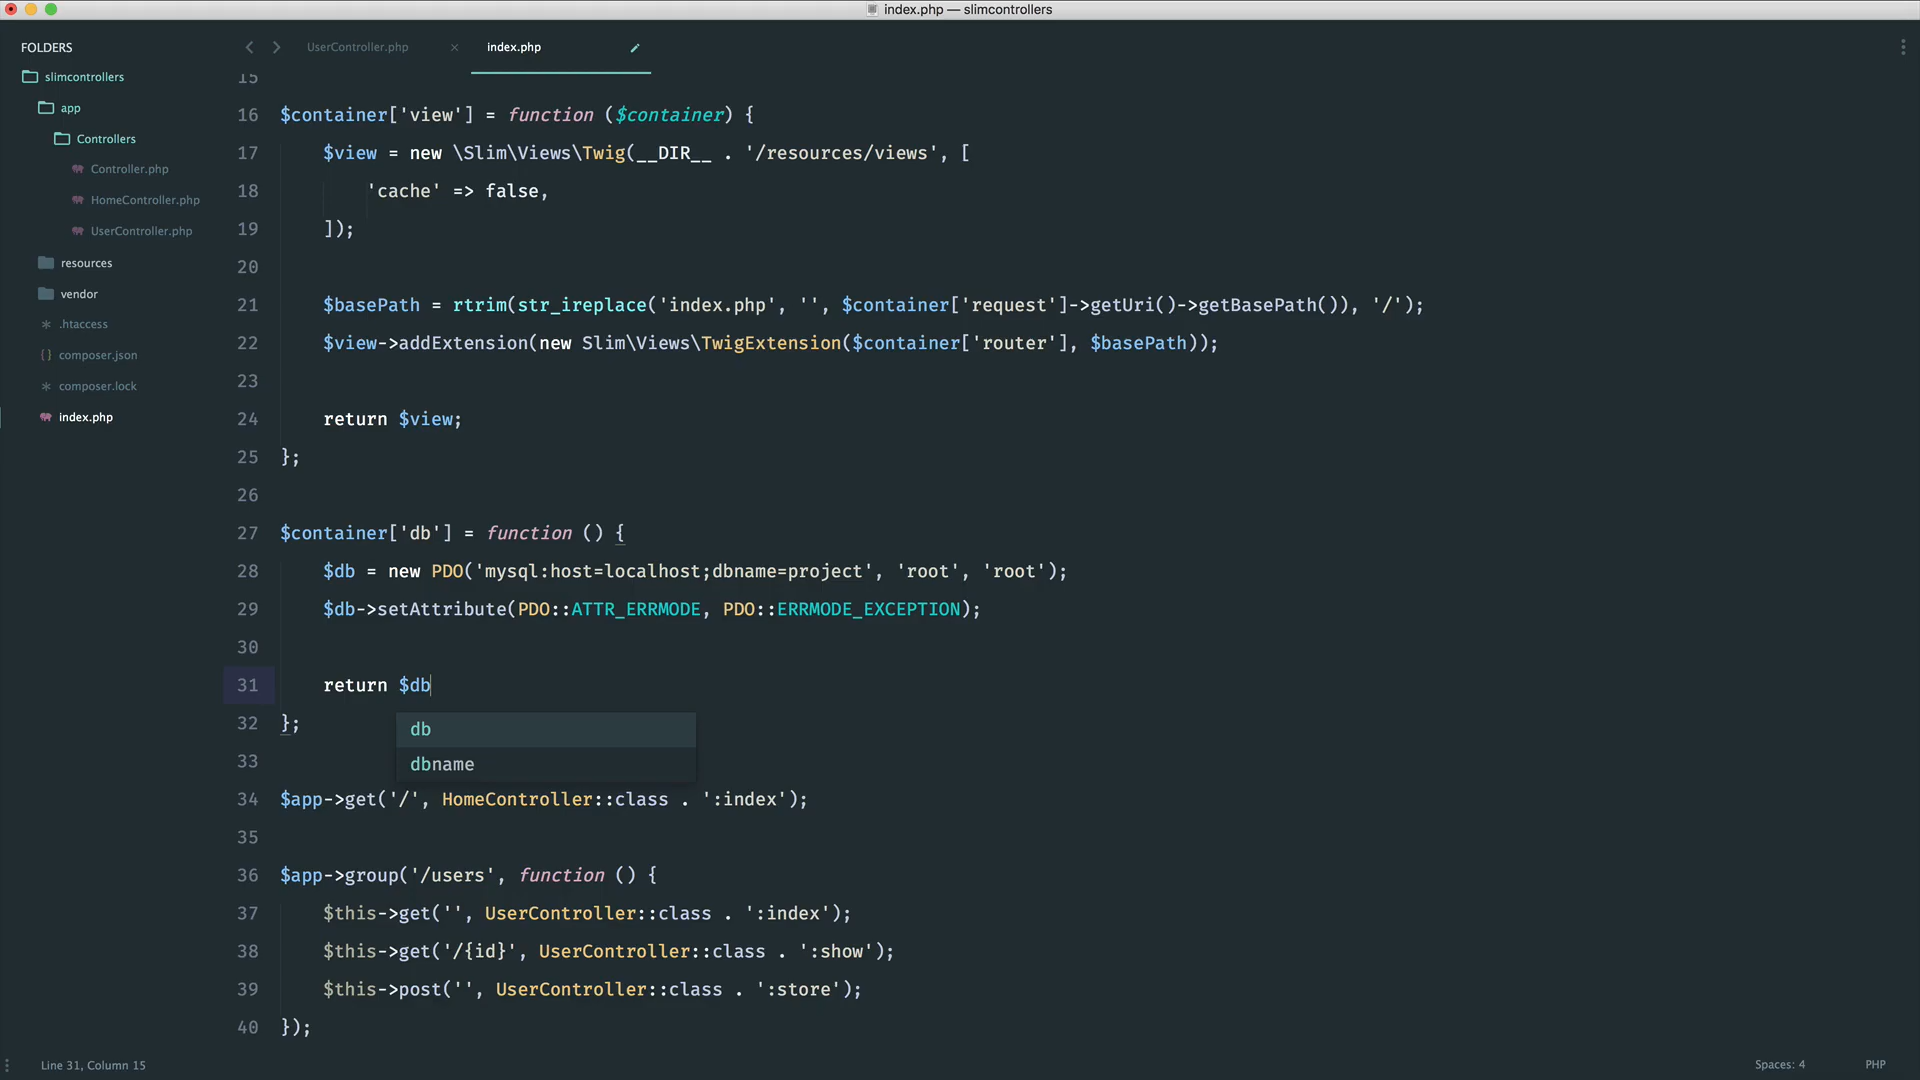 index.php — slimcontrollers
FOLDERS
slimcontrollers
app
Controllers
Controller.php
HomeController.php
UserController.php
resources
vendor
.htaccess
composer.json
composer.lock
index.php
UserController.php ×
index.php
15
16 $container['view'] = function ($container) {
17     $view = new \Slim\Views\Twig(__DIR__ . '/resources/views', [
18         'cache' => false,
19     ]);
20
21     $basePath = rtrim(str_ireplace('index.php', '', $container['request']->getUri()->getBasePath()), '/');
22     $view->addExtension(new Slim\Views\TwigExtension($container['router'], $basePath));
23
24     return $view;
25 };
26
27 $container['db'] = function () {
28     $db = new PDO('mysql:host=localhost;dbname=project', 'root', 'root');
29     $db->setAttribute(PDO::ATTR_ERRMODE, PDO::ERRMODE_EXCEPTION);
30
31     return $db
db
dbname
32 };
33
34 $app->get('/', HomeController::class . ':index');
35
36 $app->group('/users', function () {
37     $this->get('', UserController::class . ':index');
38     $this->get('/{id}', UserController::class . ':show');
39     $this->post('', UserController::class . ':store');
40 });
Line 31, Column 15
Spaces: 4
PHP